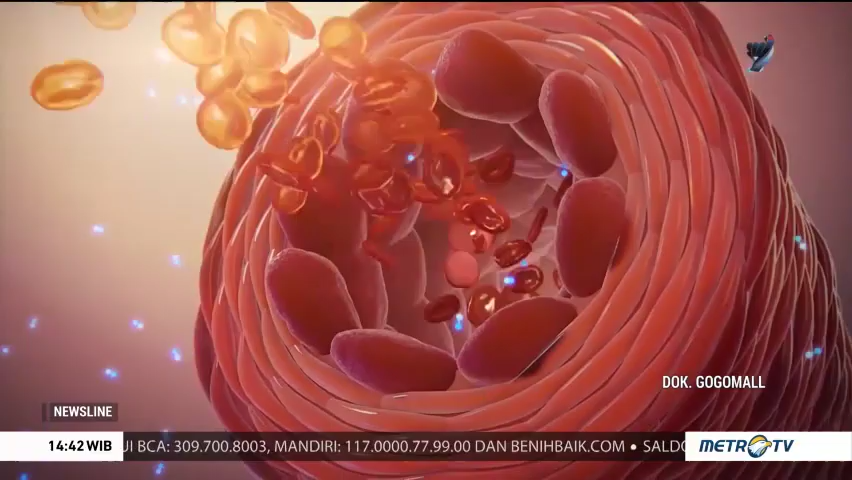 DOK. GOGOMALL
NEWSLINE
14:42 WIB
BCA: 309.700.8003, MANDIRI: 117.0000.77.99.00 DAN BENIHBAIK.COM • SALDO
METRO TV